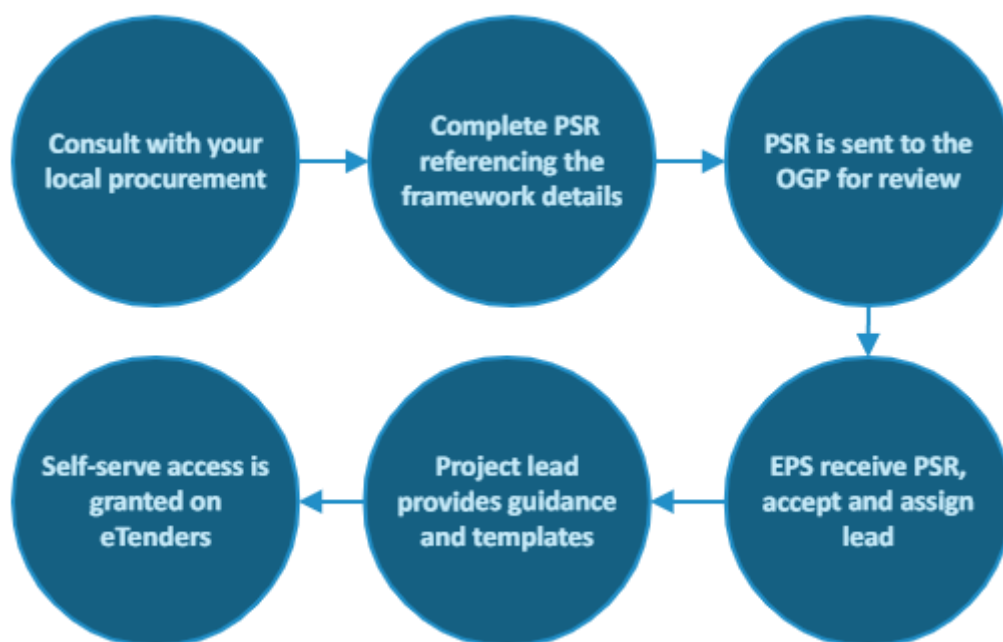 Consult with your
local procurement
Complete PSR
referencing the
framework details
PSR is sent to the
OGP for review
EPS receive PSR,
accept and assign
lead
Project lead
provides guidance
and templates
Self-serve access is
granted on
eTenders